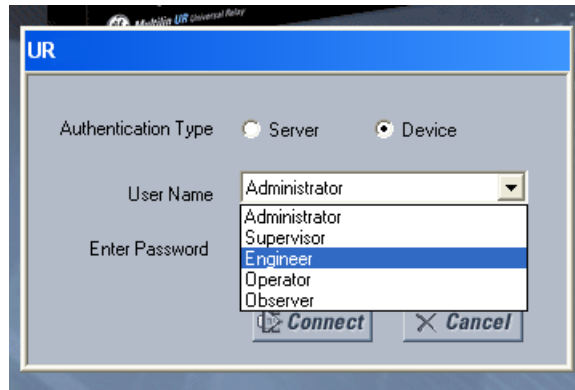 Multilin UR Universal Relay
UR
Authentication Type Server Device
User Name Administrator
Administrator
Supervisor
Enter Password Engineer
Operator
Observer
Connect Cancel